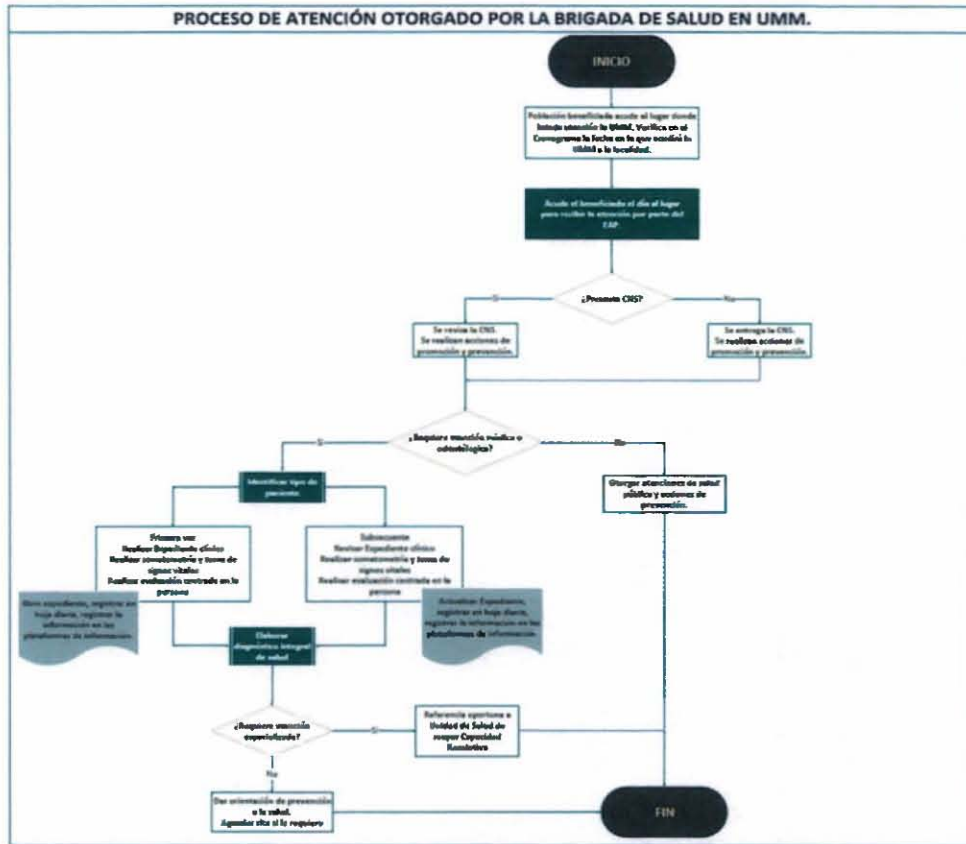 PROCESO DE ATENCIÓN OTORGADO POR LA BRIGADA DE SALUD EN UMM.
INICIO
Población beneficiada acude al lugar donde
brinda atención la UMM. Verifica en el
Cronograma la fecha en la que acudirá la
UMM a la localidad.
Acude el beneficiado el día al lugar
para recibir la atención por parte del
EAP.
¿Presenta CNS?
Si
No
Se revisa la CNS.
Se realizan acciones de
promoción y prevención.
Se entrega la CNS.
Se realizan acciones de
promoción y prevención.
¿Requiere atención médica o
odontológica?
Si
No
Identificar tipo de
paciente
Otorgar atenciones de salud
pública y acciones de
prevención.
Primera vez
Realizar Expediente clínico
Realizar somatometría y toma de
signos vitales
Realizar evaluación centrada en la
persona
Subsecuente
Revisar Expediente clínico
Realizar somatometría y toma de
signos vitales
Realizar evaluación centrada en la
persona
expediente, registrar en
hoja diaria, registrar la
información en las
plataformas de información
Actualizar Expediente,
registrar en hoja diaria,
registrar la información en las
plataformas de información
Elaborar
diagnóstico integral
de salud
¿Requiere atención
especializada?
Si
Referencia oportuna a
Unidad de Salud de
mayor Capacidad
Resolutiva
No
Dar orientación de prevención
a la salud.
Agendar cita si lo requiere
FIN